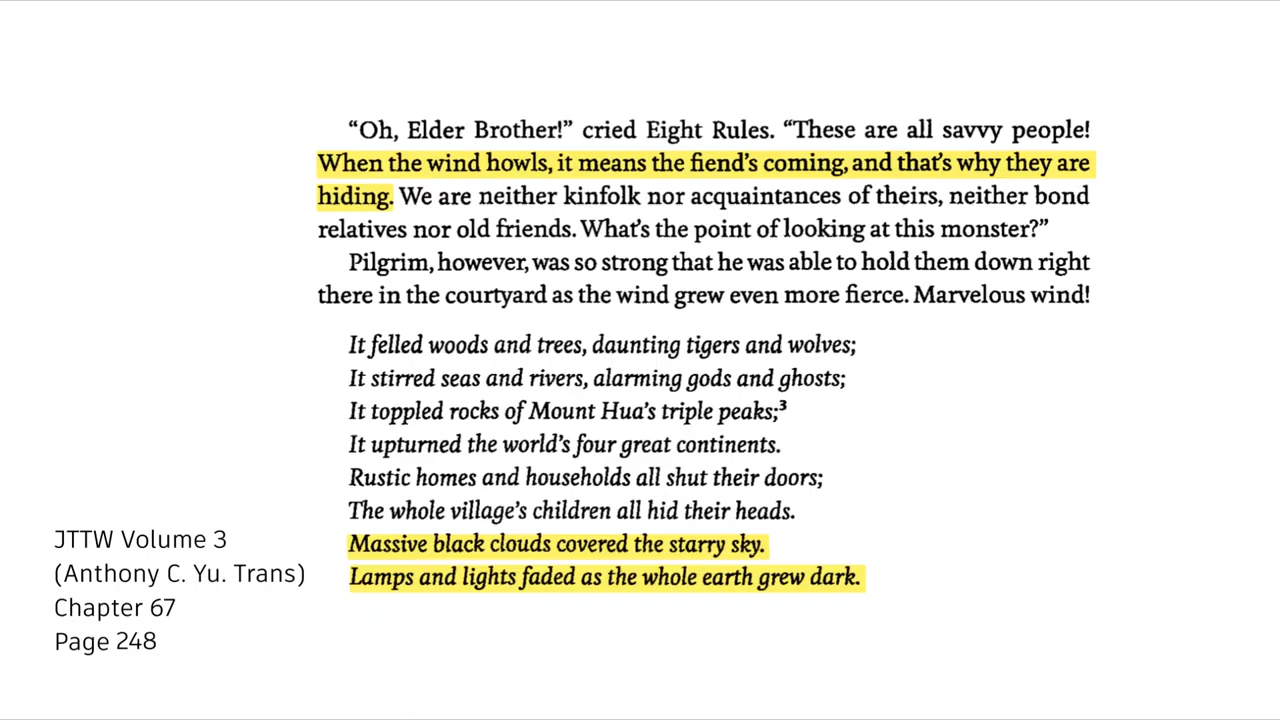 “Oh, Elder Brother!” cried Eight Rules. “These are all savvy people!
When the wind howls, it means the fiend’s coming, and that’s why they are
hiding. We are neither kinfolk nor acquaintances of theirs, neither bond
relatives nor old friends. What’s the point of looking at this monster?”
Pilgrim, however, was so strong that he was able to hold them down right
there in the courtyard as the wind grew even more fierce. Marvelous wind!
It felled woods and trees, daunting tigers and wolves;
It stirred seas and rivers, alarming gods and ghosts;
It toppled rocks of Mount Hua’s triple peaks;³
It upturned the world’s four great continents.
Rustic homes and households all shut their doors;
The whole village’s children all hid their heads.
Massive black clouds covered the starry sky.
Lamps and lights faded as the whole earth grew dark.
JTTW Volume 3
(Anthony C. Yu. Trans)
Chapter 67
Page 248